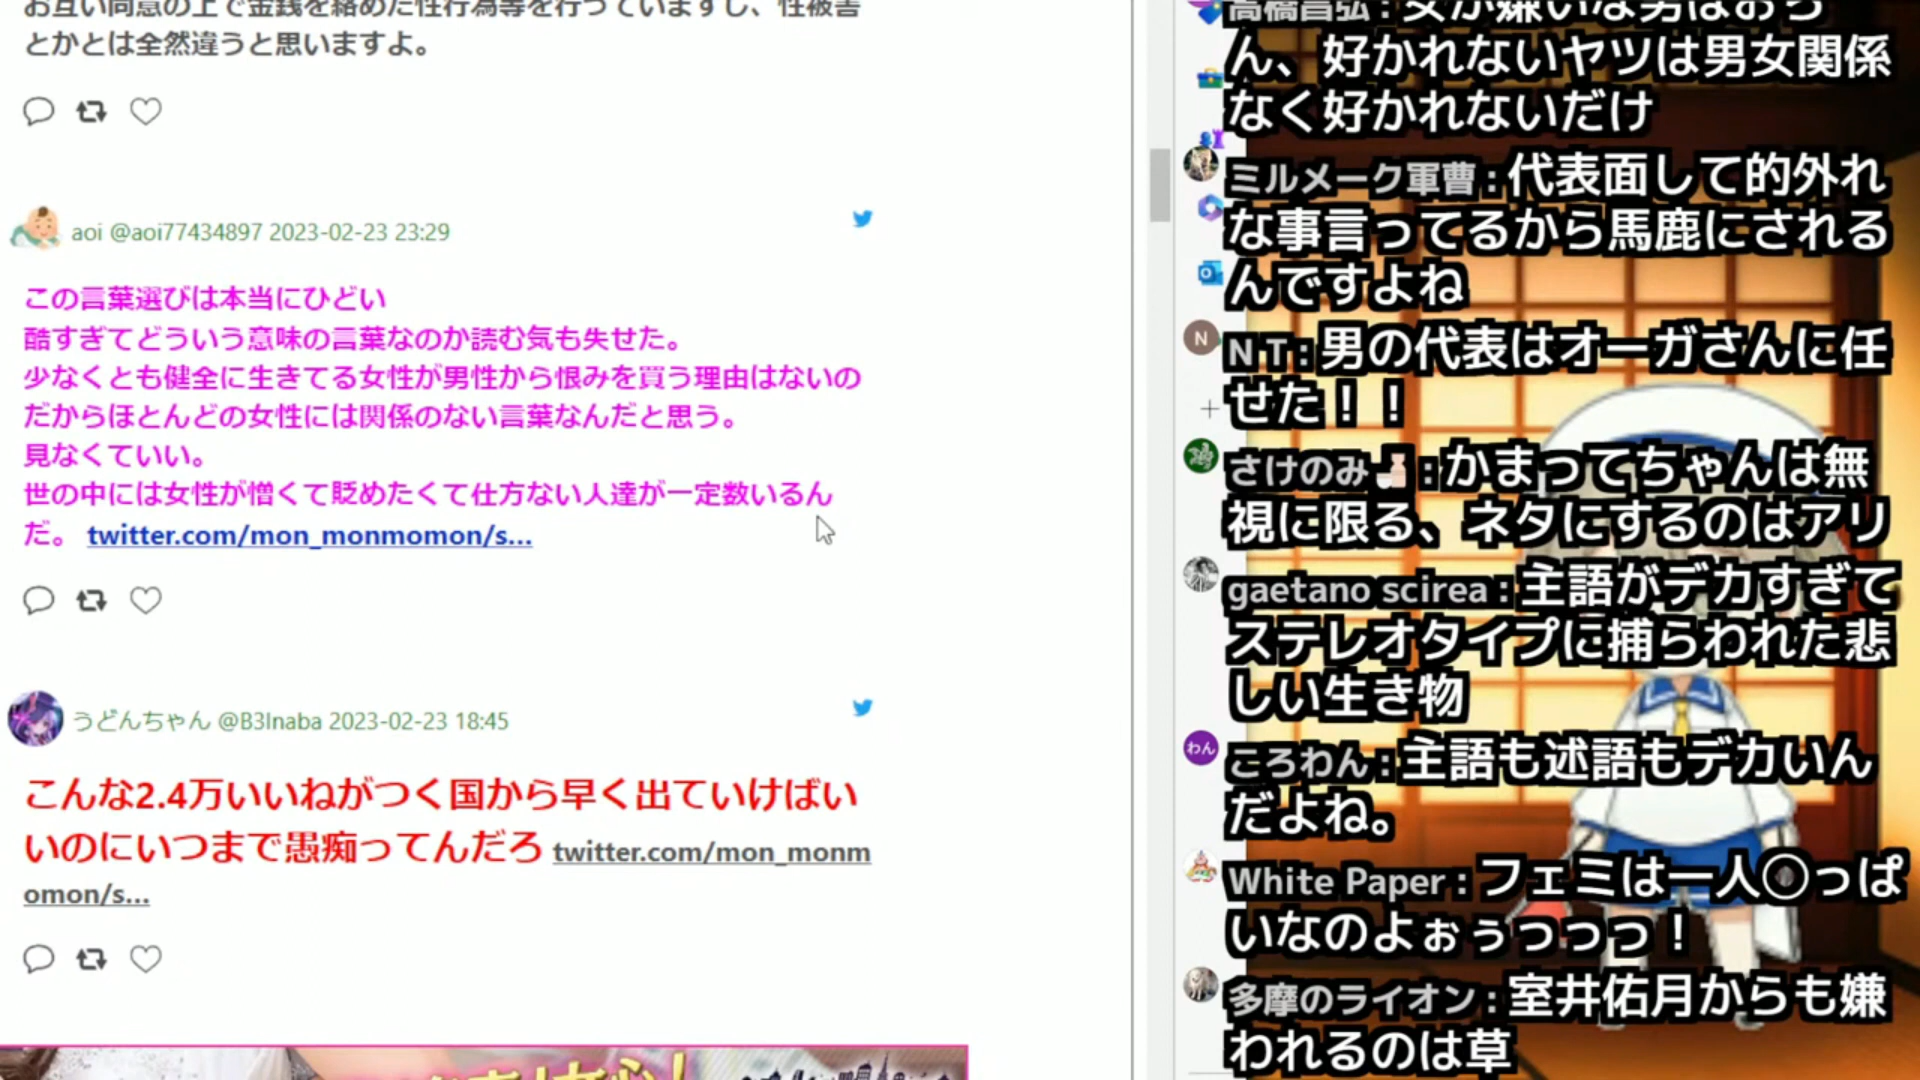 お互い同意の上で金銭を絡めた性行為等を行っていますし、性被害
とかとは全然違うと思いますよ。
aoi @aoi77434897 2023-02-23 23:29
この言葉選びは本当にひどい
酷すぎてどういう意味の言葉なのか読む気も失せた。
少なくとも健全に生きてる女性が男性から恨みを買う理由はないの
だからほとんどの女性には関係のない言葉なんだと思う。
見なくていい。
世の中には女性が憎くて貶めたくて仕方ない人達が一定数いるん
だ。 twitter.com/mon_monmomon/s...
うどんちゃん @B3Inaba 2023-02-23 18:45
こんな2.4万いいねがつく国から早く出ていけばい
いのにいつまで愚痴ってんだろ twitter.com/mon_monm
omon/s...
高橋昌弘 : 女が嫌いな男はおら
ん、好かれないヤツは男女関係
なく好かれないだけ
ミルメーク軍曹 : 代表面して的外れ
な事言ってるから馬鹿にされる
んですよね
N
N T : 男の代表はオーガさんに任
せた！！
さけのみ🍶 : かまってちゃんは無
視に限る、ネタにするのはアリ
gaetano scirea : 主語がデカすぎて
ステレオタイプに捕らわれた悲
しい生き物
わん
ころわん : 主語も述語もデカいん
だよね。
White Paper : フェミは一人〇っぱ
いなのよぉぅっっっ！
多摩のライオン : 室井佑月からも嫌
われるのは草